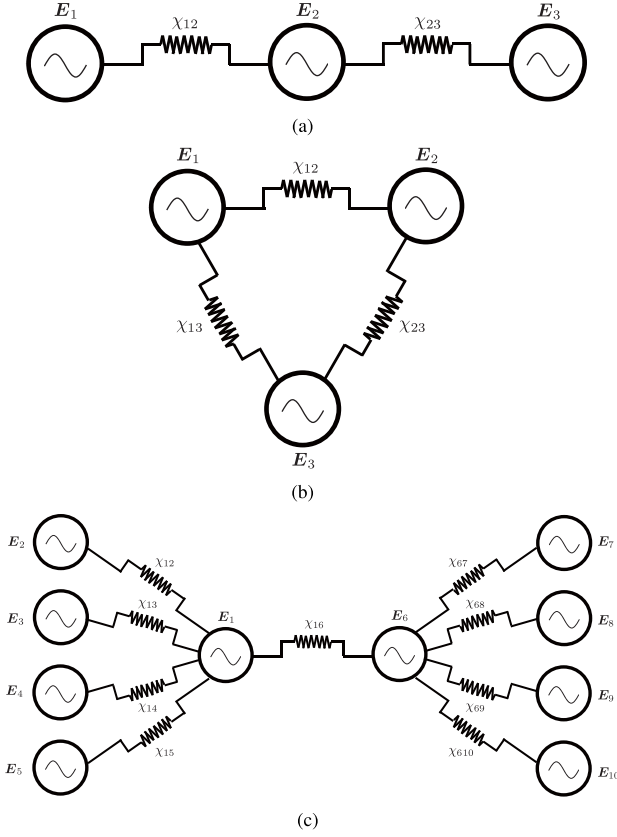 E₁ χ₁₂ E₂ χ₂₃ E₃
(a)
E₁ χ₁₂ E₂
χ₁₃ χ₂₃
E₃
(b)
E₂ χ₁₂ χ₆₇ E₇
E₃ χ₁₃ E₁ χ₁₆ E₆ χ₆₈ E₈
E₄ χ₁₄ χ₆₉ E₉
E₅ χ₁₅ χ₆₁₀ E₁₀
(c)